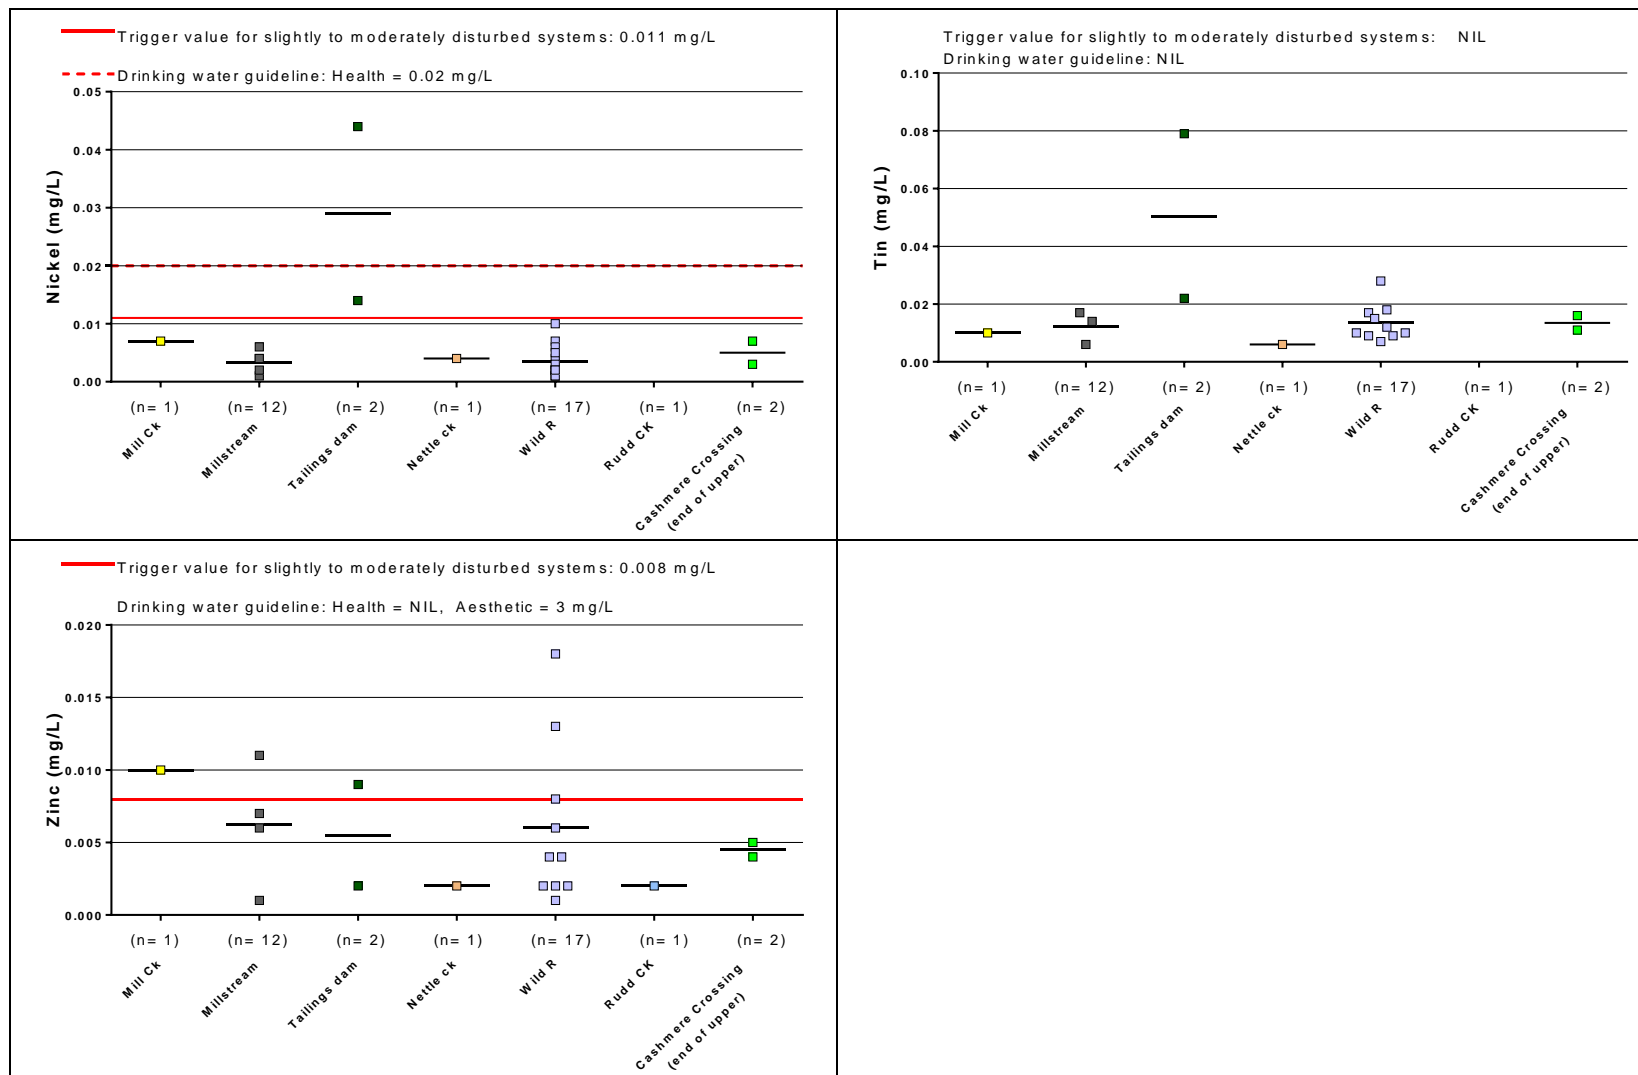 Trigger value for slightly to moderately disturbed systems: 0.011 mg/L
Drinking water guideline: Health = 0.02 mg/L
Nickel (mg/L)
0.05
0.04
0.03
0.02
0.01
0.00
(n= 1) (n= 12) (n= 2) (n= 1) (n= 17) (n= 1) (n= 2)
Mill Ck
Millstream
Tailings dam
Nettle ck
Wild R
Rudd CK
Cashmere Crossing
(end of upper)
Trigger value for slightly to moderately disturbed systems: NIL
Drinking water guideline: NIL
Tin (mg/L)
0.10
0.08
0.06
0.04
0.02
0.00
(n= 1) (n= 12) (n= 2) (n= 1) (n= 17) (n= 1) (n= 2)
Mill Ck
Millstream
Tailings dam
Nettle ck
Wild R
Rudd CK
Cashmere Crossing
(end of upper)
Trigger value for slightly to moderately disturbed systems: 0.008 mg/L
Drinking water guideline: Health = NIL, Aesthetic = 3 mg/L
Zinc (mg/L)
0.020
0.015
0.010
0.005
0.000
(n= 1) (n= 12) (n= 2) (n= 1) (n= 17) (n= 1) (n= 2)
Mill Ck
Millstream
Tailings dam
Nettle ck
Wild R
Rudd CK
Cashmere Crossing
(end of upper)